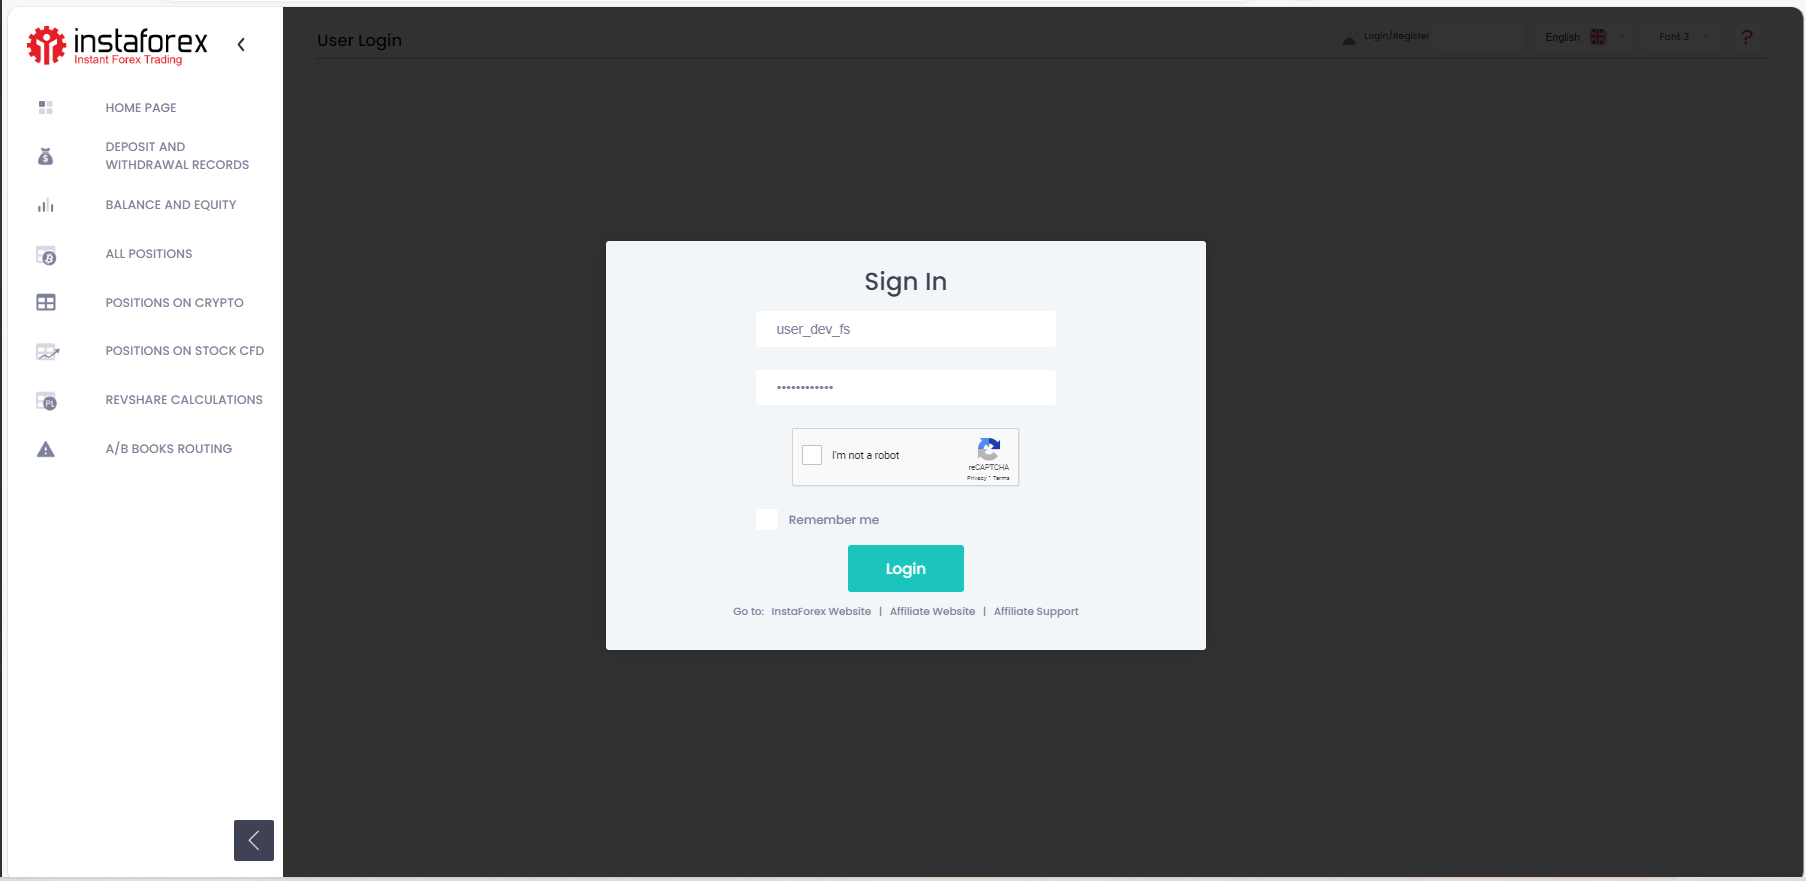 instaforex
Instant Forex Trading
HOME PAGE
DEPOSIT AND
WITHDRAWAL RECORDS
BALANCE AND EQUITY
ALL POSITIONS
POSITIONS ON CRYPTO
POSITIONS ON STOCK CFD
REVSHARE CALCULATIONS
PL
A/B BOOKS ROUTING
User Login
Login/Register
English
Font 3
?
Sign In
user_dev_fs
••••••••••••
I'm not a robot
reCAPTCHA
Privacy - Terms
Remember me
Login
Go to: InstaForex Website | Affiliate Website | Affiliate Support